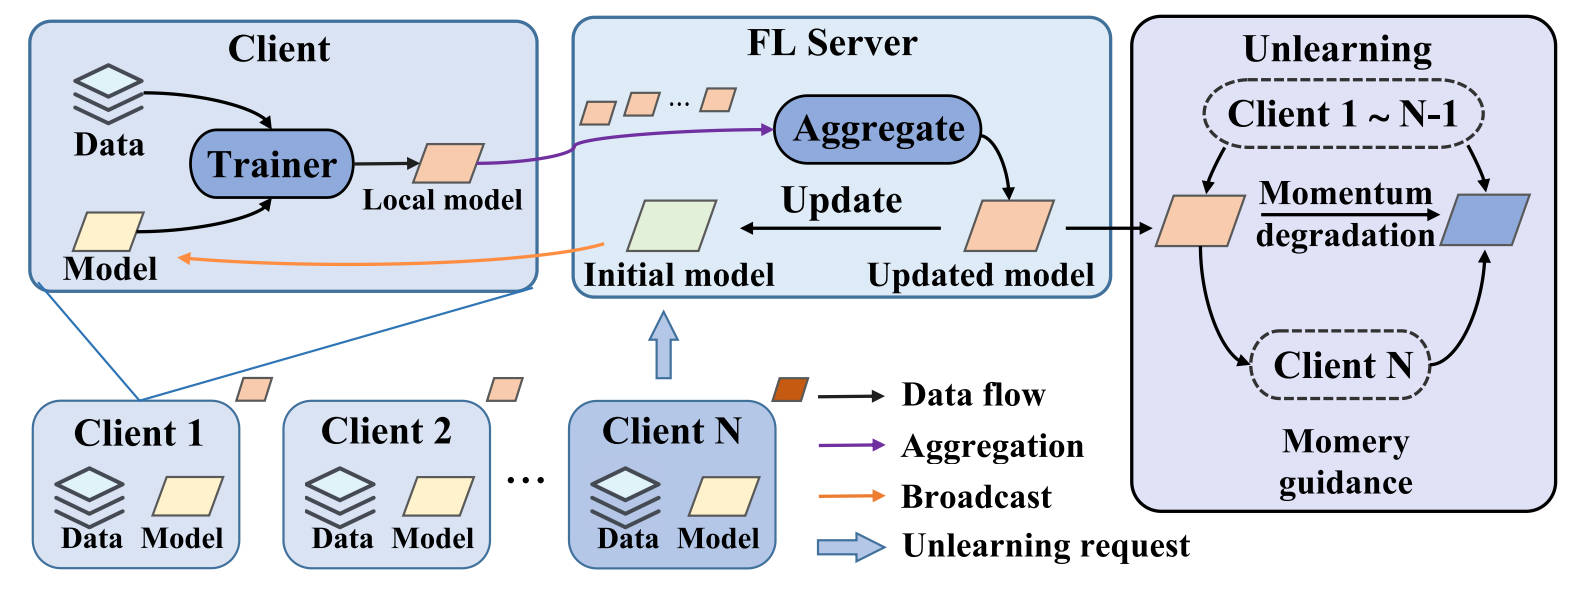 Client
Data
Trainer
Local model
Model
FL Server
...
Aggregate
Update
Initial model
Updated model
Unlearning
Client 1 ~ N-1
Momentum
degradation
Client N
Momery
guidance
Client 1
Data
Model
Client 2
Data
Model
...
Client N
Data
Model
Data flow
Aggregation
Broadcast
Unlearning request